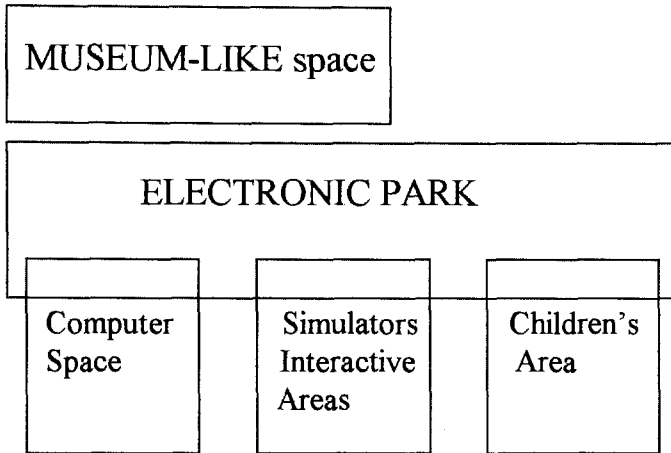 MUSEUM-LIKE space
ELECTRONIC PARK
Computer
Space
Simulators
Interactive
Areas
Children's
Area